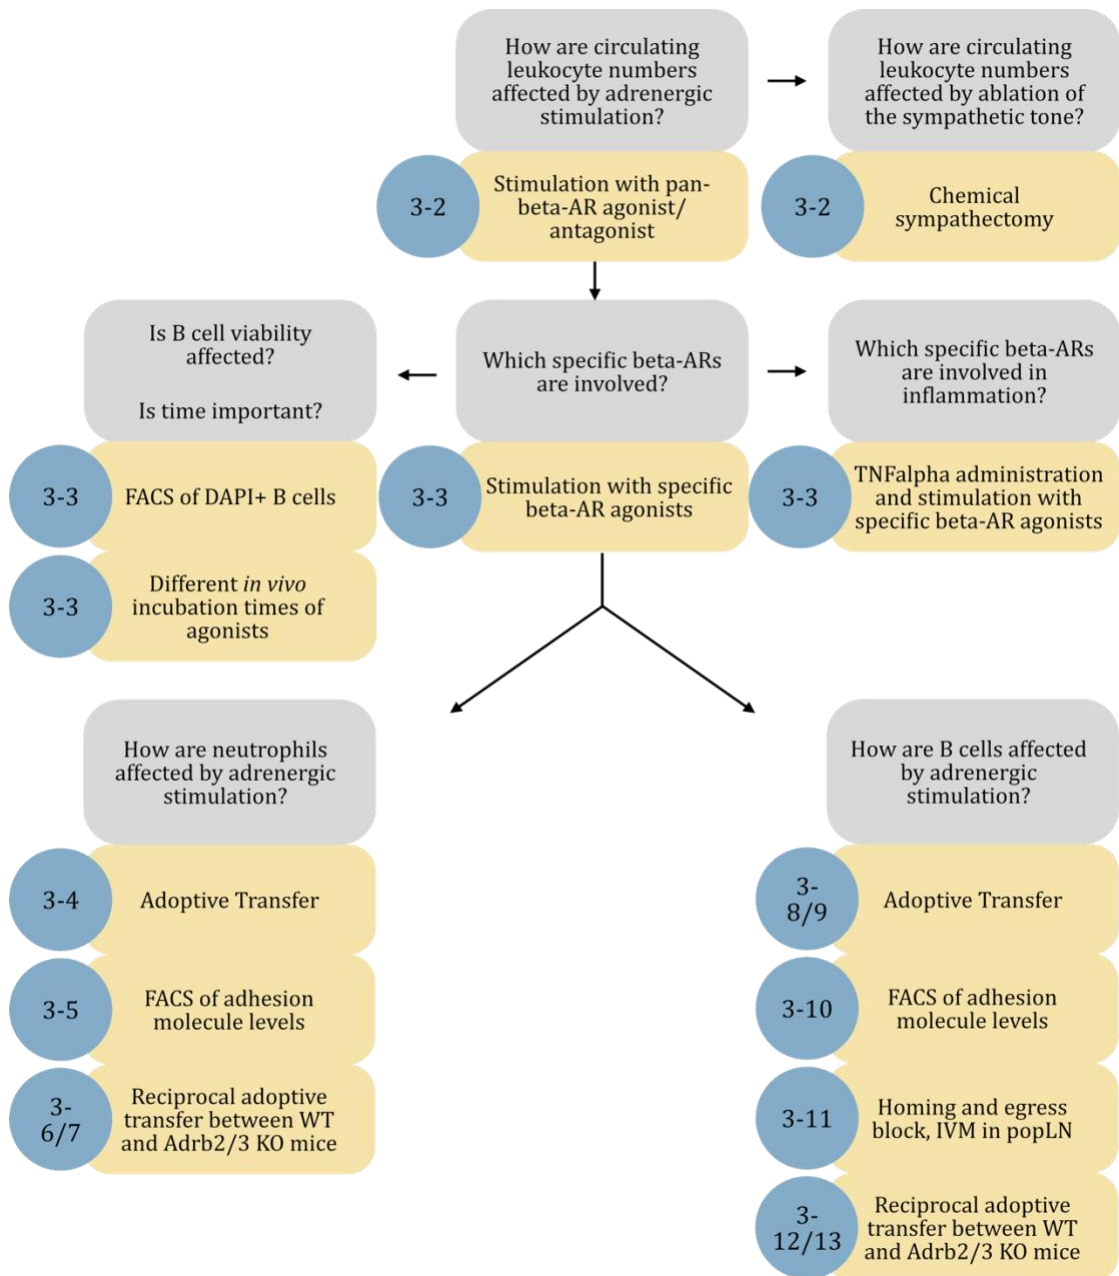 How are circulating
leukocyte numbers
affected by adrenergic
stimulation?
How are circulating
leukocyte numbers
affected by ablation of
the sympathetic tone?
3-2
Stimulation with pan-
beta-AR agonist/
antagonist
3-2
Chemical
sympathectomy
Is B cell viability
affected?
Is time important?
Which specific beta-ARs
are involved?
Which specific beta-ARs
are involved in
inflammation?
3-3
FACS of DAPI+ B cells
3-3
Stimulation with specific
beta-AR agonists
3-3
TNFalpha administration
and stimulation with
specific beta-AR agonists
3-3
Different in vivo
incubation times of
agonists
How are neutrophils
affected by adrenergic
stimulation?
3-4
Adoptive Transfer
3-5
FACS of adhesion
molecule levels
3-
6/7
Reciprocal adoptive
transfer between WT
and Adrb2/3 KO mice
How are B cells affected
by adrenergic
stimulation?
3-
8/9
Adoptive Transfer
3-10
FACS of adhesion
molecule levels
3-11
Homing and egress
block, IVM in popLN
3-
12/13
Reciprocal adoptive
transfer between WT
and Adrb2/3 KO mice